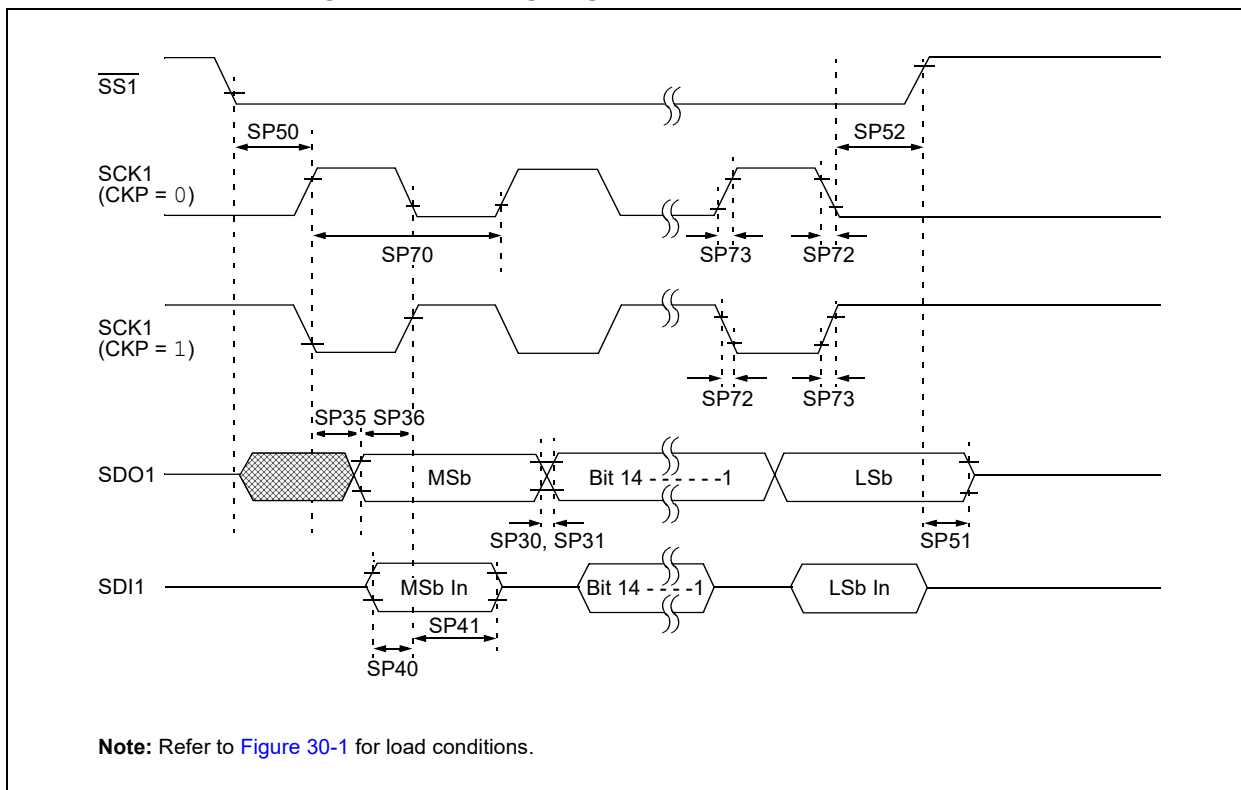 SS1
SP50
SP52
SCK1
(CKP = 0)
SP70
SP73
SP72
SCK1
(CKP = 1)
SP72
SP73
SP35 SP36
SDO1
MSb
Bit 14 - - - - - -1
LSb
SP30, SP31
SP51
SDI1
MSb In
Bit 14 - - - -1
LSb In
SP41
SP40
Note: Refer to Figure 30-1 for load conditions.